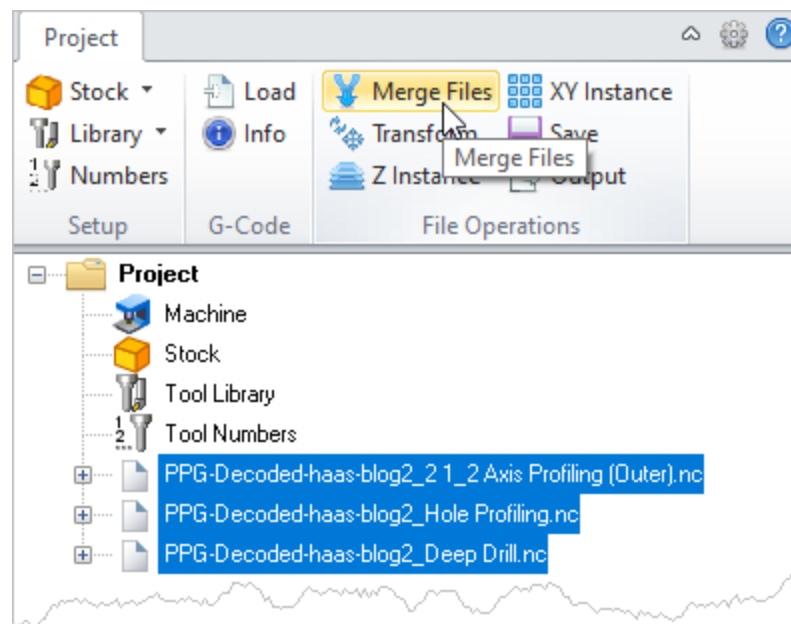 Project
Stock Load Merge Files XY Instance
Library Info Transform Save
Merge Files
Numbers Z Instance Output
Setup G-Code File Operations
Project
Machine
Stock
Tool Library
1
2
Tool Numbers
PPG-Decoded-haas-blog2_2 1_2 Axis Profiling (Outer).nc
PPG-Decoded-haas-blog2_Hole Profiling.nc
PPG-Decoded-haas-blog2_Deep Drill.nc